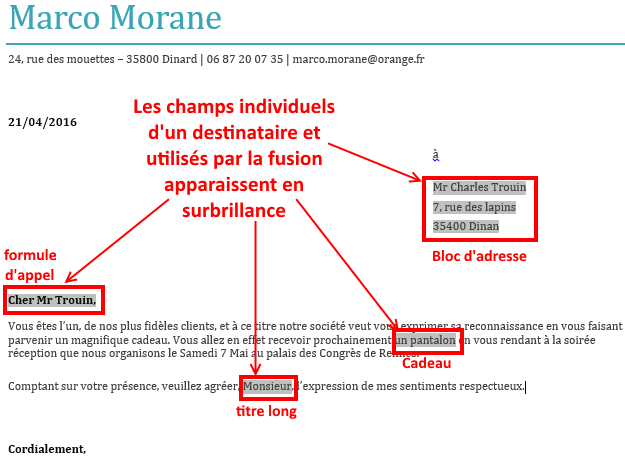 Marco Morane
24, rue des mouettes – 35800 Dinard | 06 87 20 07 35 | marco.morane@orange.fr
21/04/2016
Les champs individuels
d'un destinataire et
utilisés par la fusion
apparaissent en
surbrillance
à
Mr Charles Trouin
7, rue des lapins
35400 Dinan
Bloc d'adresse
formule
d'appel
Cher Mr Trouin,
Vous êtes l'un, de nos plus fidèles clients, et à ce titre notre société veut vous exprimer sa reconnaissance en vous faisant
parvenir un magnifique cadeau. Vous allez en effet recevoir prochainement un pantalon en vous rendant à la soirée
réception que nous organisons le Samedi 7 Mai au palais des Congrès de Rennes.
Cadeau
Comptant sur votre présence, veuillez agréer, Monsieur, l'expression de mes sentiments respectueux.
titre long
Cordialement,